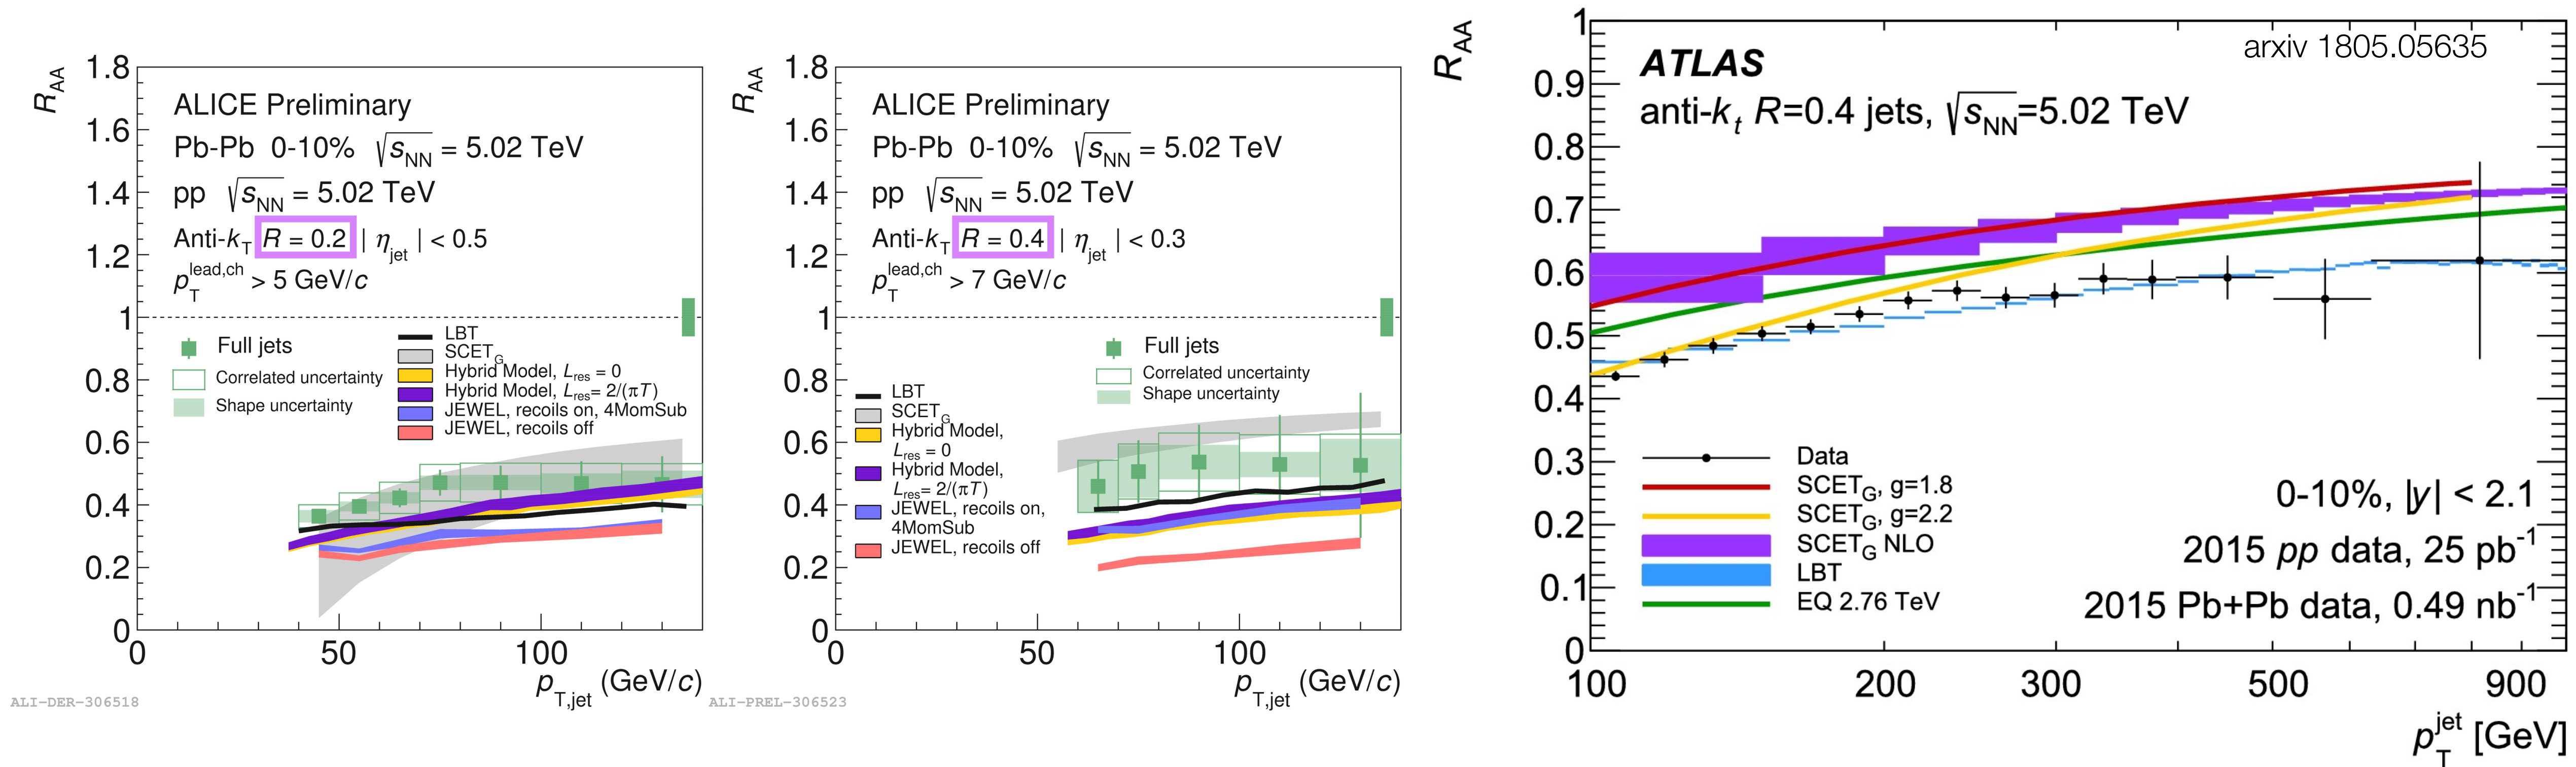 R_AA
1.8
1.6
1.4
1.2
1
0.8
0.6
0.4
0.2
0
ALICE Preliminary
Pb-Pb 0-10% √s_NN = 5.02 TeV
pp √s_NN = 5.02 TeV
Anti-k_T R = 0.2 | η_jet | < 0.5
p_T^lead,ch > 5 GeV/c
Full jets
Correlated uncertainty
Shape uncertainty
LBT
SCET_G
Hybrid Model, L_res = 0
Hybrid Model, L_res = 2/(πT)
JEWEL, recoils on, 4MomSub
JEWEL, recoils off
0 50 100
p_T,jet (GeV/c)
ALI-DER-306518
R_AA
1.8
1.6
1.4
1.2
1
0.8
0.6
0.4
0.2
0
ALICE Preliminary
Pb-Pb 0-10% √s_NN = 5.02 TeV
pp √s_NN = 5.02 TeV
Anti-k_T R = 0.4 | η_jet | < 0.3
p_T^lead,ch > 7 GeV/c
Full jets
Correlated uncertainty
Shape uncertainty
LBT
SCET_G
Hybrid Model,
L_res = 0
Hybrid Model,
L_res = 2/(πT)
JEWEL, recoils on,
4MomSub
JEWEL, recoils off
0 50 100
p_T,jet (GeV/c)
ALI-PREL-306523
R_AA
1
0.9
0.8
0.7
0.6
0.5
0.4
0.3
0.2
0.1
0
arxiv 1805.05635
ATLAS
anti-k_t R=0.4 jets, √s_NN=5.02 TeV
Data
SCET_G, g=1.8
SCET_G, g=2.2
SCET_G NLO
LBT
EQ 2.76 TeV
0-10%, |y| < 2.1
2015 pp data, 25 pb^-1
2015 Pb+Pb data, 0.49 nb^-1
100 200 300 500 900
p_T^jet [GeV]